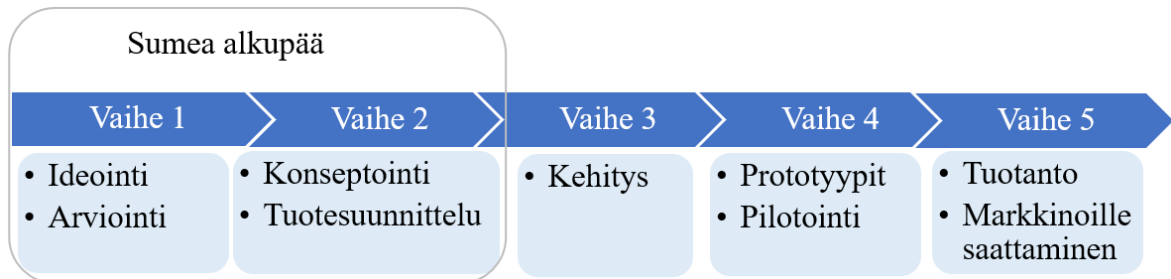 Sumea alkupää
Vaihe 1
Vaihe 2
Vaihe 3
Vaihe 4
Vaihe 5
• Ideointi
• Arviointi
• Konseptointi
• Tuotesuunnittelu
• Kehitys
• Prototyypit
• Pilotointi
• Tuotanto
• Markkinoille
saattaminen